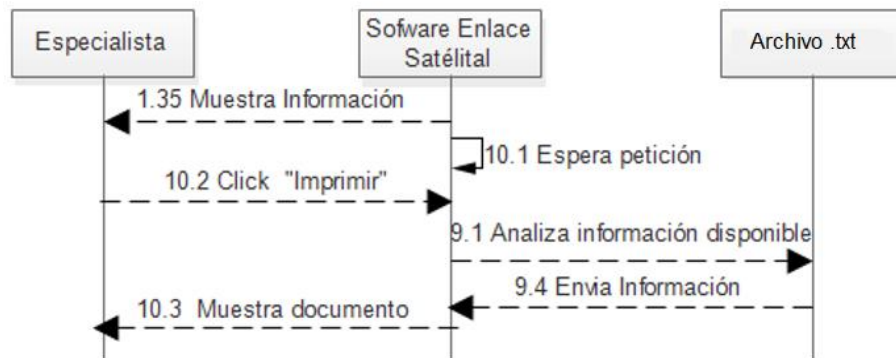 Especialista
Sofware Enlace
Satélital
Archivo .txt
1.35 Muestra Información
10.1 Espera petición
10.2 Click "Imprimir"
9.1 Analiza información disponible
9.4 Envia Información
10.3 Muestra documento